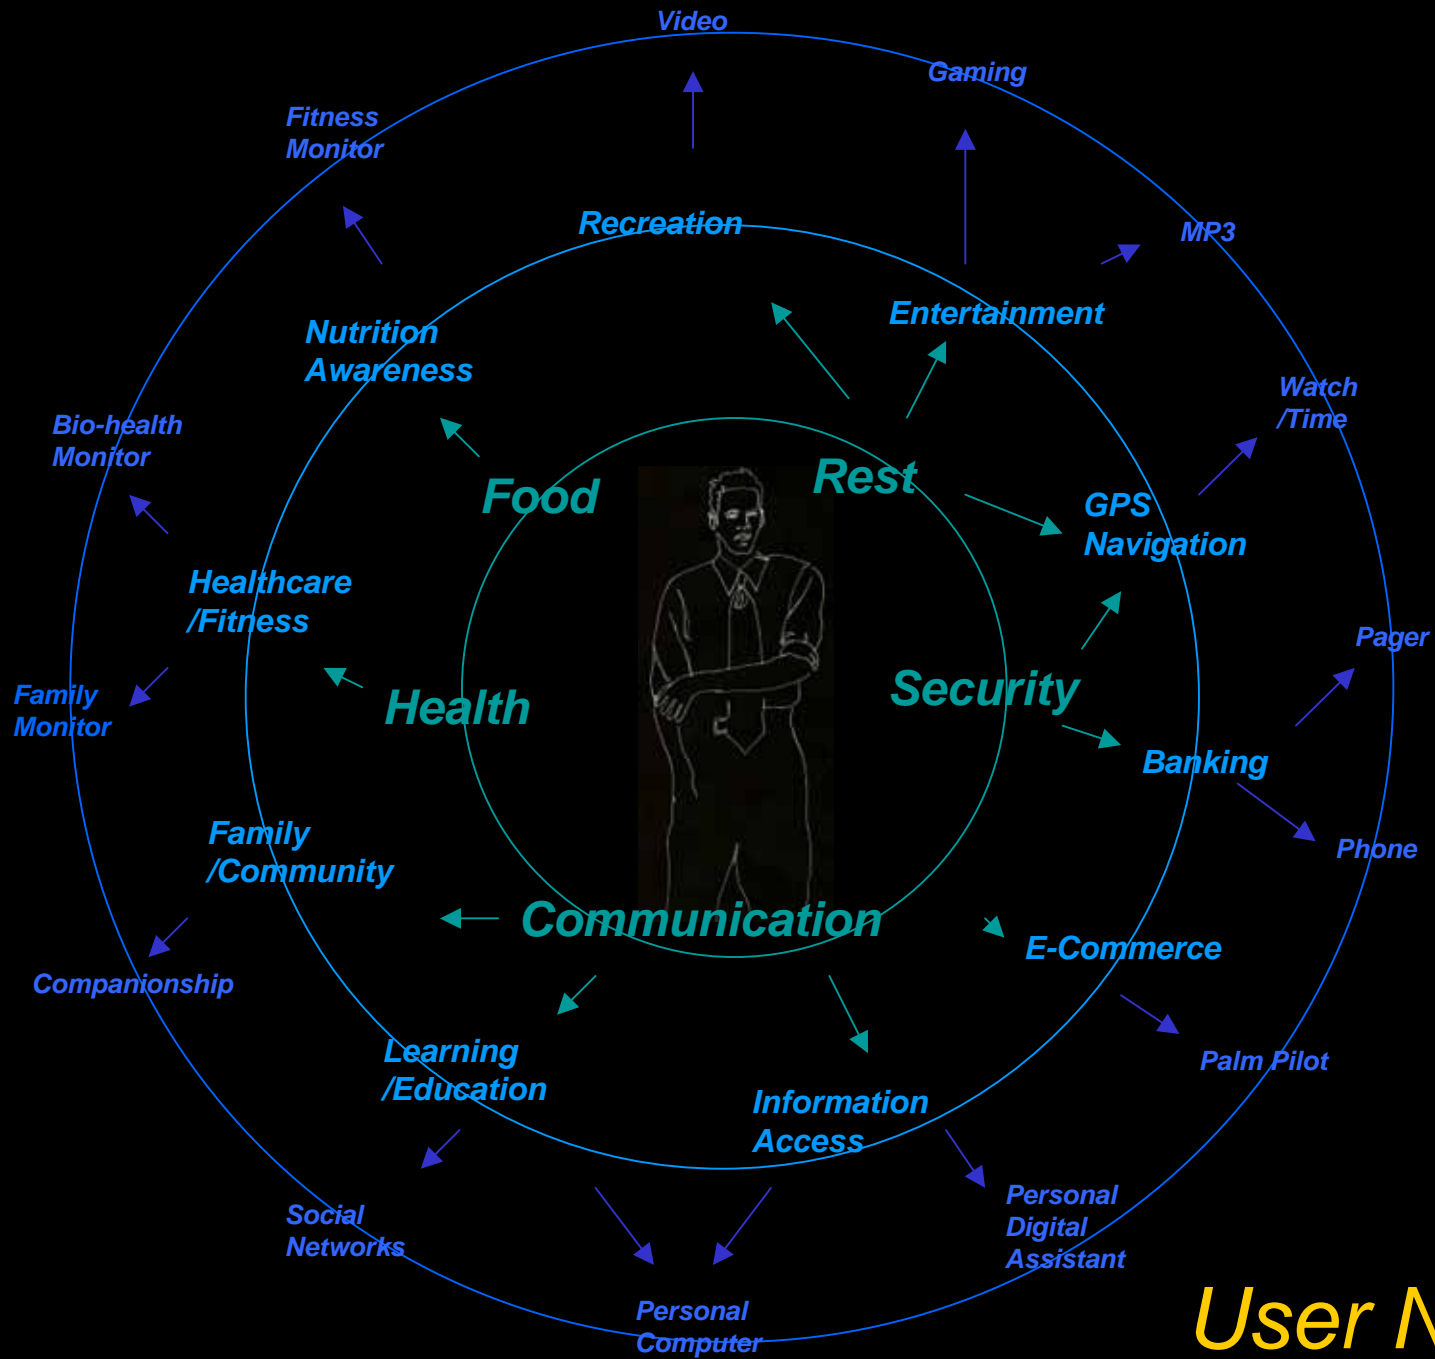 Video
Gaming
Fitness
Monitor
Recreation
MP3
Entertainment
Nutrition
Awareness
Watch
/Time
Bio-health
Monitor
Rest
Food
GPS
Navigation
Healthcare
/Fitness
Pager
Family
Monitor
Health
Security
Banking
Family
/Community
Phone
Communication
E-Commerce
Companionship
Learning
/Education
Palm Pilot
Information
Access
Social
Networks
Personal
Digital
Assistant
Personal
Computer
User N